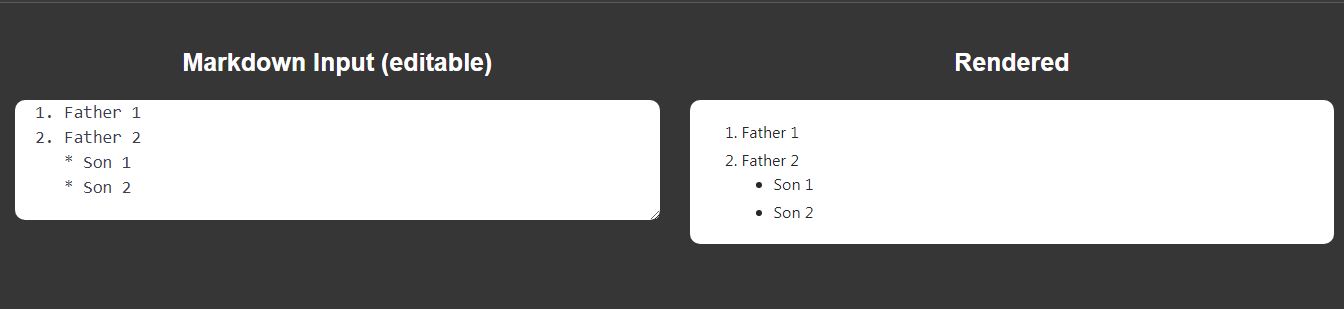 Markdown Input (editable)
1. Father 1
2. Father 2
   * Son 1
   * Son 2
Rendered
1. Father 1
2. Father 2
• Son 1
• Son 2